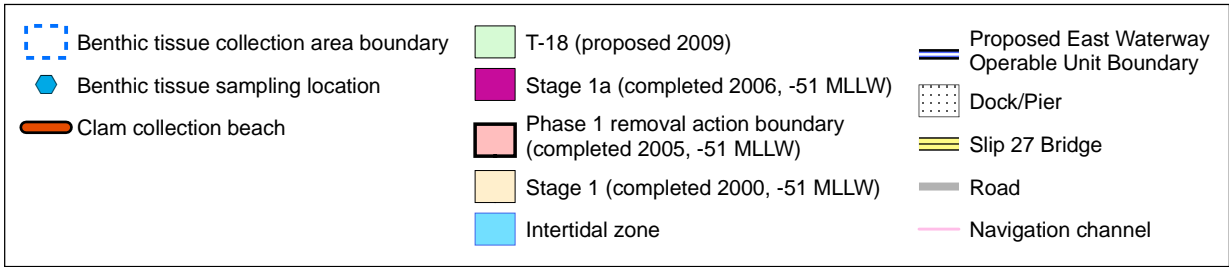 Benthic tissue collection area boundary
Benthic tissue sampling location
Clam collection beach
T-18 (proposed 2009)
Stage 1a (completed 2006, -51 MLLW)
Phase 1 removal action boundary
(completed 2005, -51 MLLW)
Stage 1 (completed 2000, -51 MLLW)
Intertidal zone
Proposed East Waterway
Operable Unit Boundary
Dock/Pier
Slip 27 Bridge
Road
Navigation channel